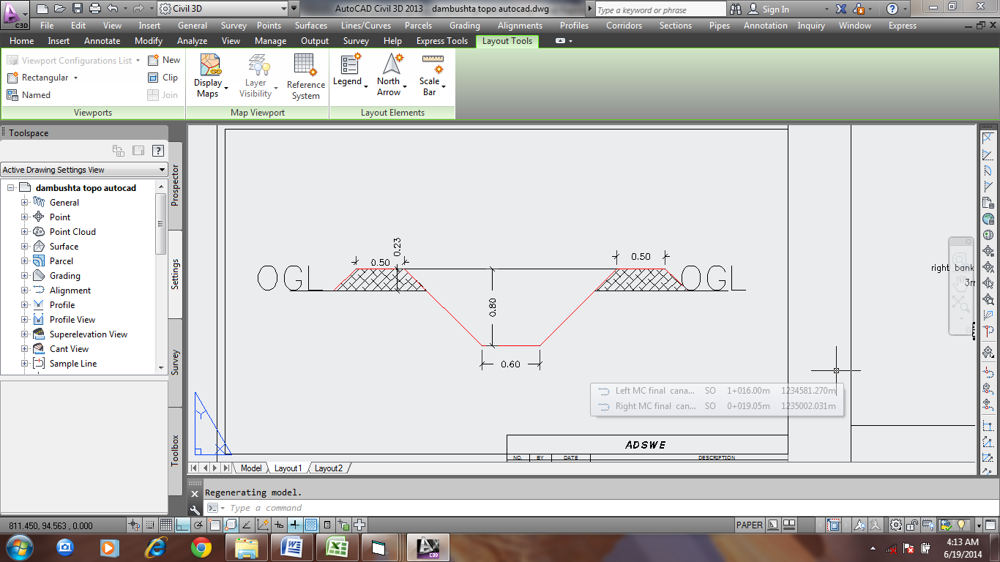 Civil 3D
AutoCAD Civil 3D 2013 dambushta topo autocad.dwg
Type a keyword or phrase
Sign In
C3D
File Edit View Insert General Survey Points Surfaces Lines/Curves Parcels Grading Alignments Profiles Corridors Sections Pipes Annotation Inquiry Window Express
Home Insert Annotate Modify Analyze View Manage Output Survey Help Express Tools Layout Tools
Viewport Configurations List
New
Rectangular
Clip
Named
Join
Display Maps
Layer Visibility
Reference System
Legend
North Arrow
Scale Bar
Viewports
Map Viewport
Layout Elements
Toolspace
Active Drawing Settings View
dambushta topo autocad
General
Point
Point Cloud
Surface
Parcel
Grading
Alignment
Profile
Profile View
Superelevation View
Cant View
Sample Line
Prospector
Settings
Survey
Toolbox
0.23
0.50
0.50
OGL
OGL
0.80
0.60
right bank
3m
Left MC final cana... SO 1+016.00m 1234581.270m
Right MC final can... SO 0+019.05m 1235002.031m
ADSWE
NO. BY DATE DESCRIPTION
Y
X
Model Layout1 Layout2
Regenerating model.
Type a command
811.450, 94.563 , 0.000
PAPER
C3D
4:13 AM
6/19/2014